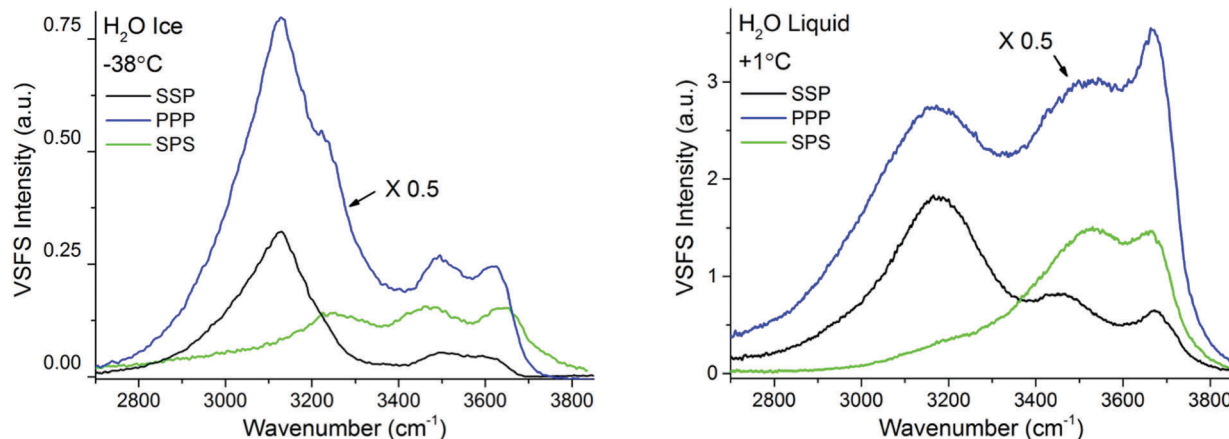 H₂O Ice
-38°C
SSP
PPP
SPS
X 0.5
0.75
0.50
0.25
0.00
VSFS Intensity (a.u.)
2800 3000 3200 3400 3600 3800
Wavenumber (cm⁻¹)
H₂O Liquid
+1°C
SSP
PPP
SPS
X 0.5
3
2
1
0
VSFS Intensity (a.u.)
2800 3000 3200 3400 3600 3800
Wavenumber (cm⁻¹)